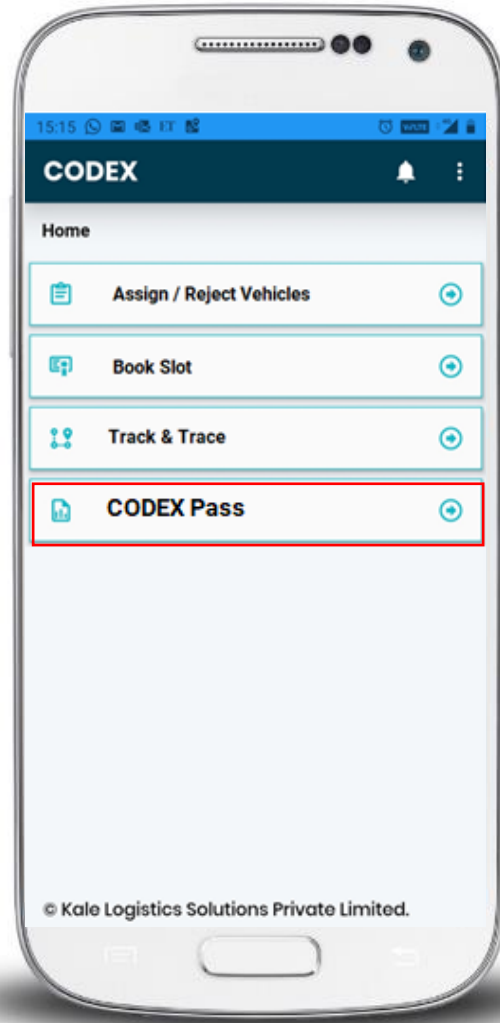 15:15
CODEX
Home
Assign / Reject Vehicles
Book Slot
Track & Trace
CODEX Pass
© Kale Logistics Solutions Private Limited.